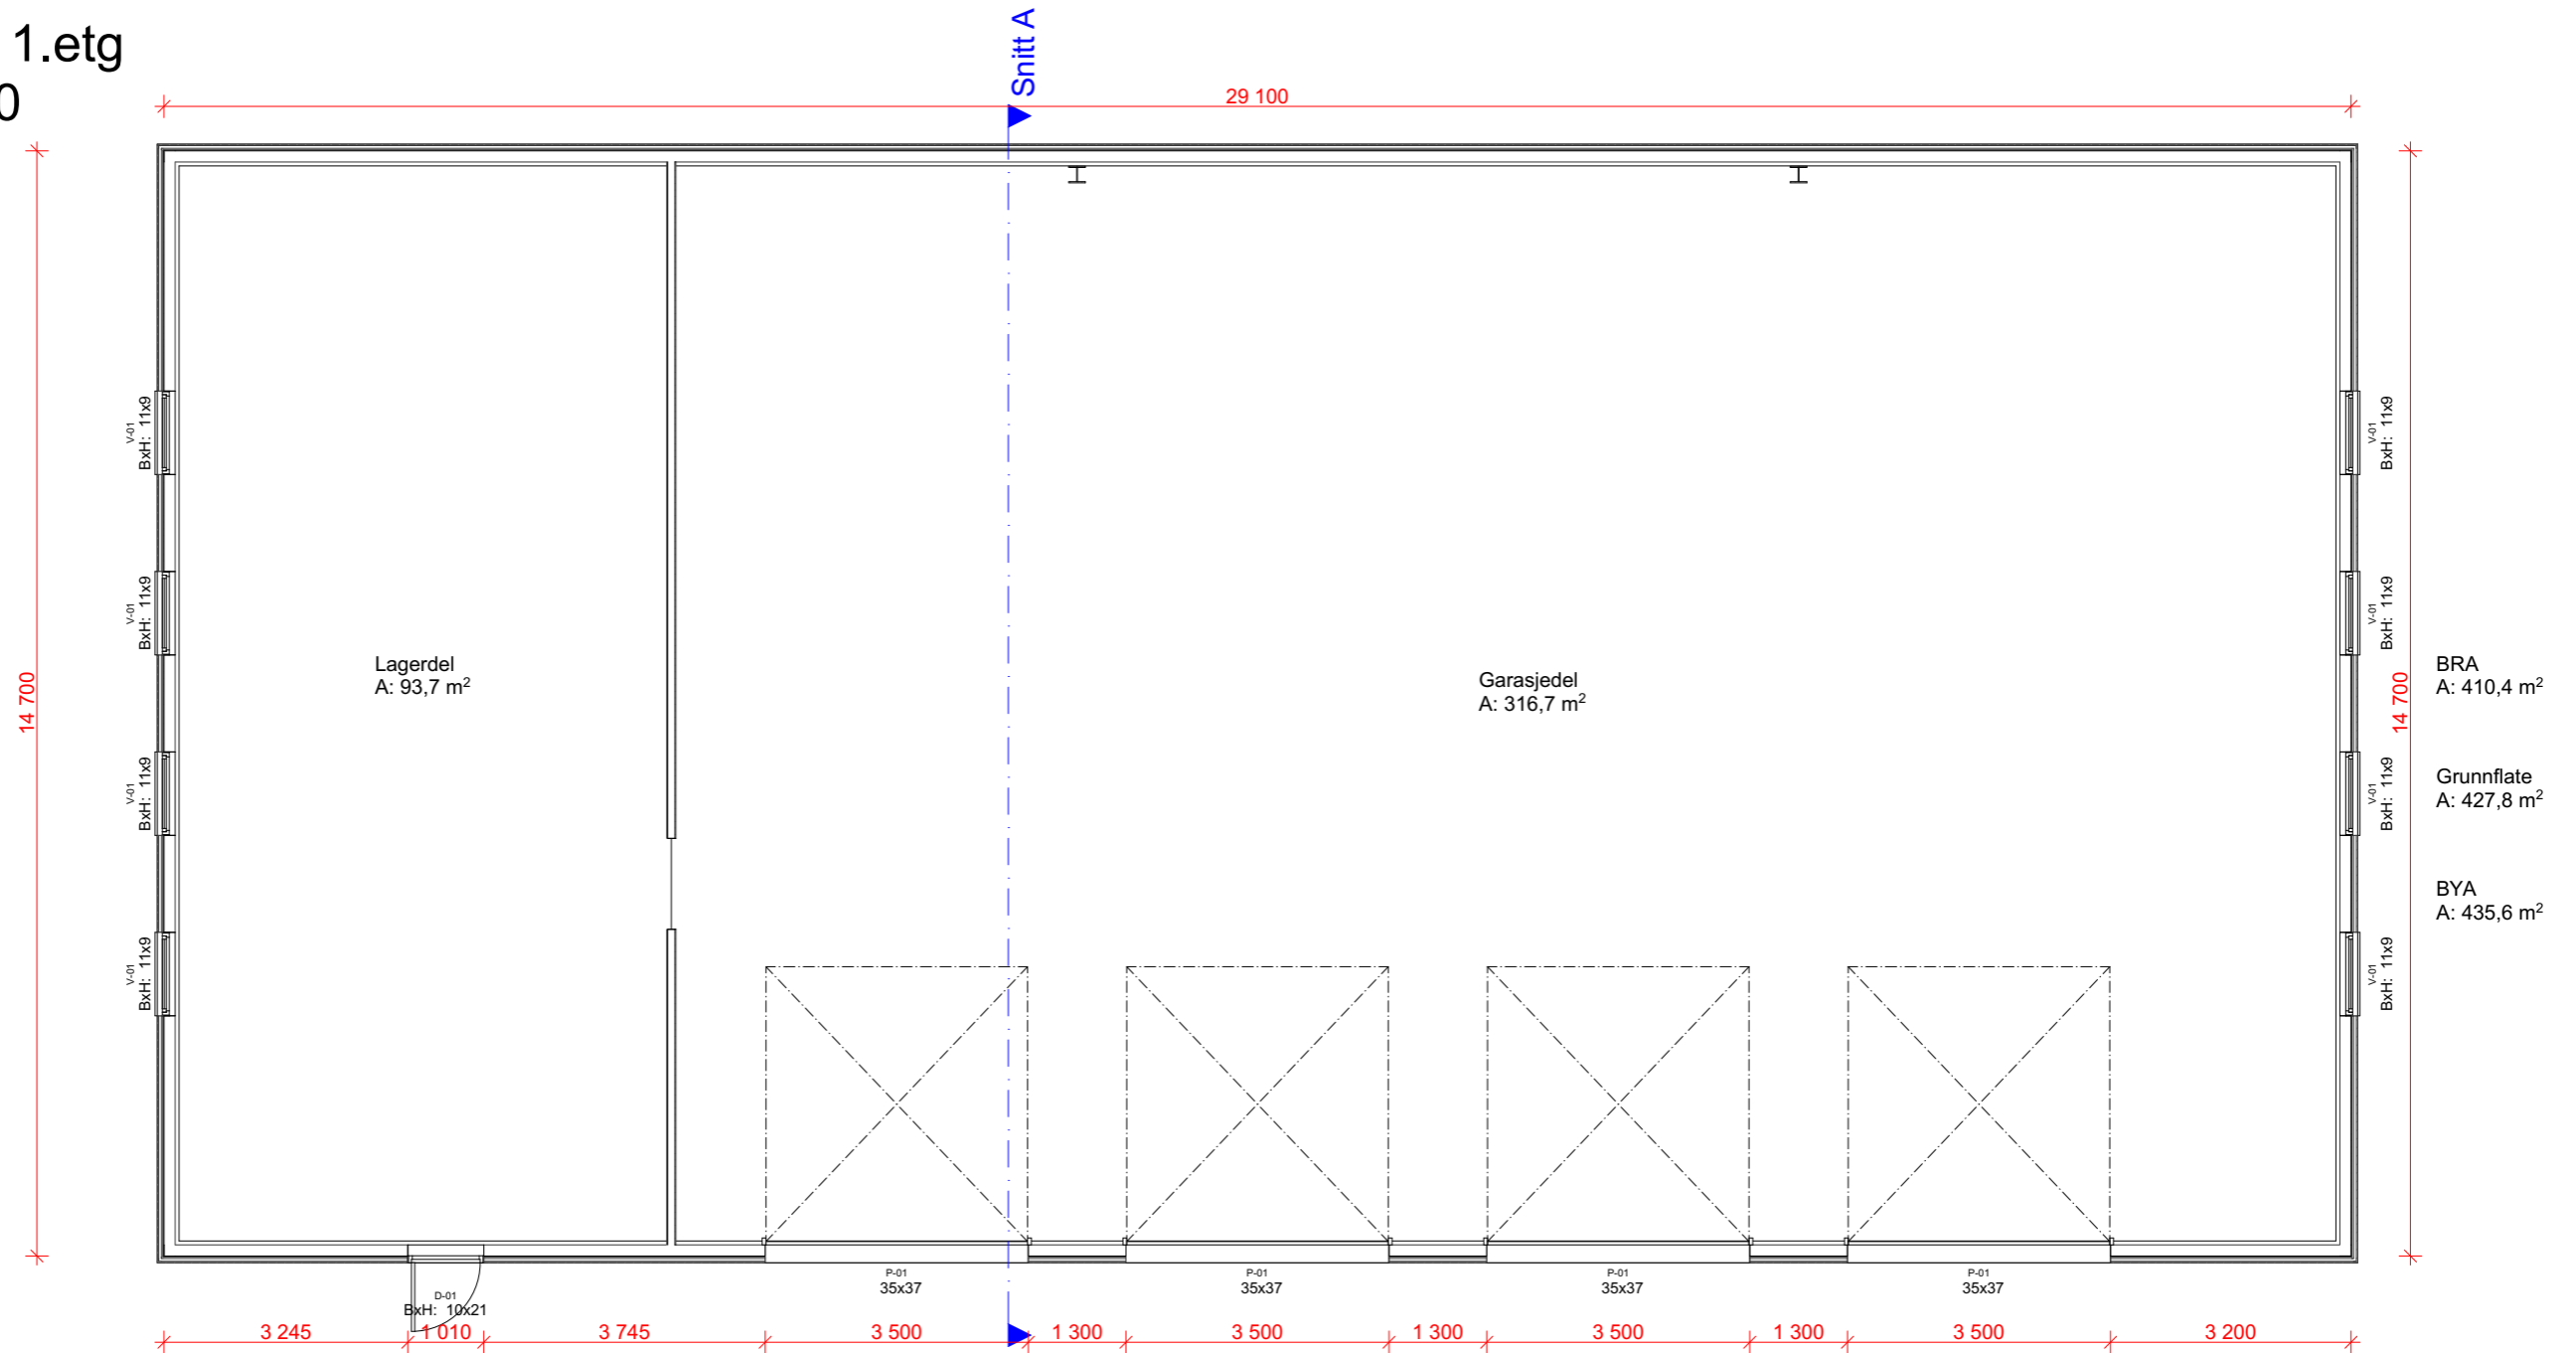 1.etg
0
Snitt A
29 100
14 700
14 700
V-01
BxH: 11x9
V-01
BxH: 11x9
V-01
BxH: 11x9
V-01
BxH: 11x9
V-01
BxH: 11x9
V-01
BxH: 11x9
V-01
BxH: 11x9
V-01
BxH: 11x9
Lagerdel
A: 93,7 m²
Garasjedel
A: 316,7 m²
BRA
A: 410,4 m²
Grunnflate
A: 427,8 m²
BYA
A: 435,6 m²
P-01
35x37
P-01
35x37
P-01
35x37
P-01
35x37
D-01
BxH: 10x21
3 245
1 010
3 745
3 500
1 300
3 500
1 300
3 500
1 300
3 500
3 200